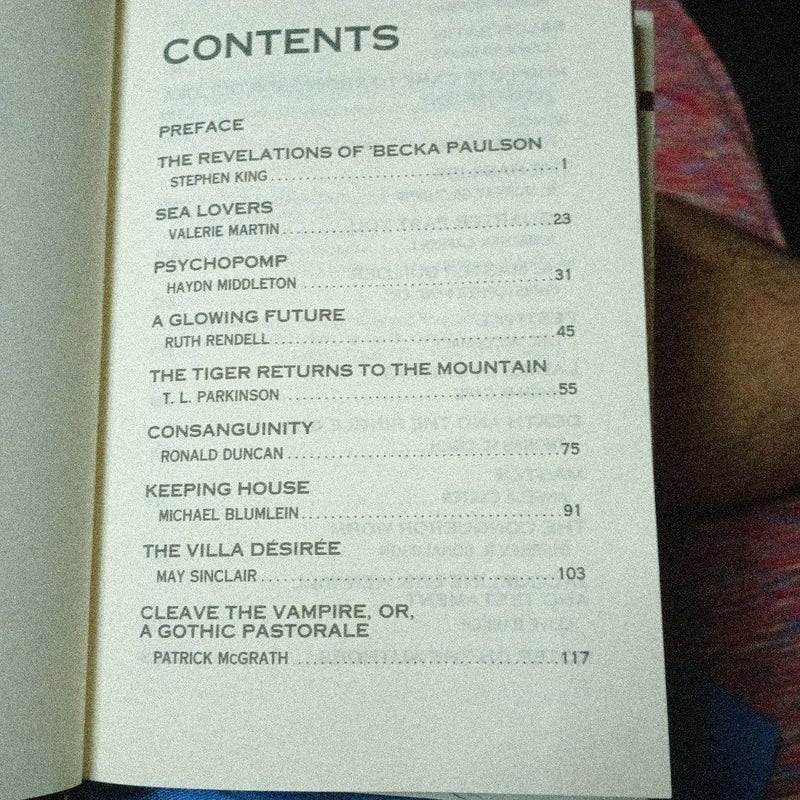 CONTENTS
PREFACE
THE REVELATIONS OF 'BECKA PAULSON
STEPHEN KING....................................1
SEA LOVERS
VALERIE MARTIN....................................23
PSYCHOPOMP
HAYDN MIDDLETON....................................31
A GLOWING FUTURE
RUTH RENDELL....................................45
THE TIGER RETURNS TO THE MOUNTAIN
T. L. PARKINSON....................................55
CONSANGUINITY
RONALD DUNCAN....................................75
KEEPING HOUSE
MICHAEL BLUMLEIN....................................91
THE VILLA DÉSIRÉE
MAY SINCLAIR....................................103
CLEAVE THE VAMPIRE, OR,
A GOTHIC PASTORALE
PATRICK McGRATH....................................117